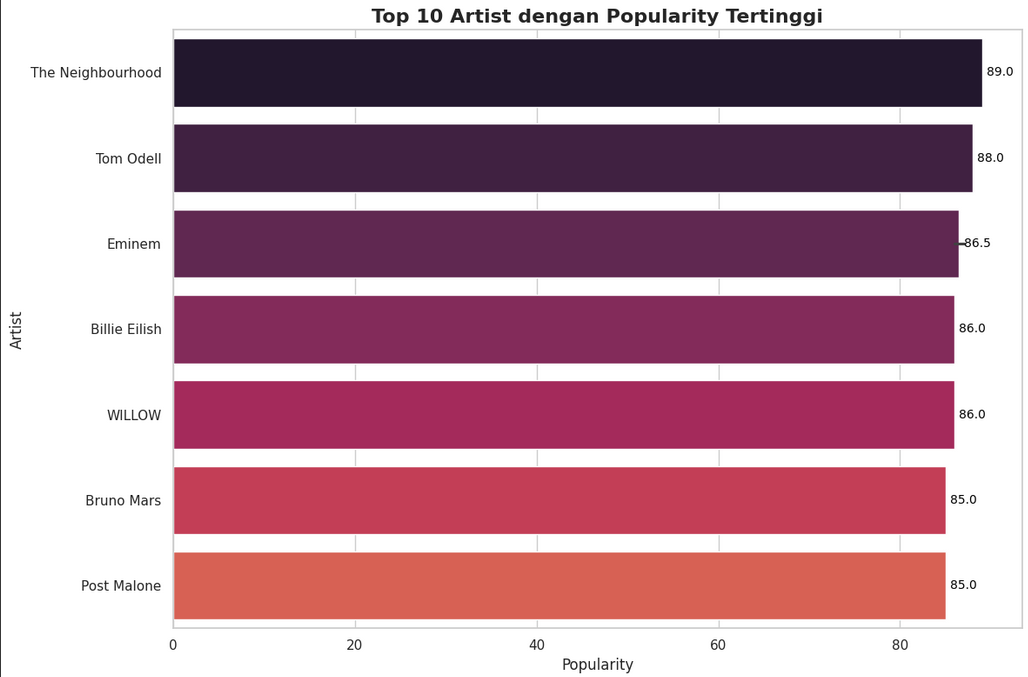 Top 10 Artist dengan Popularity Tertinggi
The Neighbourhood 89.0
Tom Odell 88.0
Eminem 86.5
Billie Eilish 86.0
WILLOW 86.0
Bruno Mars 85.0
Post Malone 85.0
Artist
0 20 40 60 80
Popularity